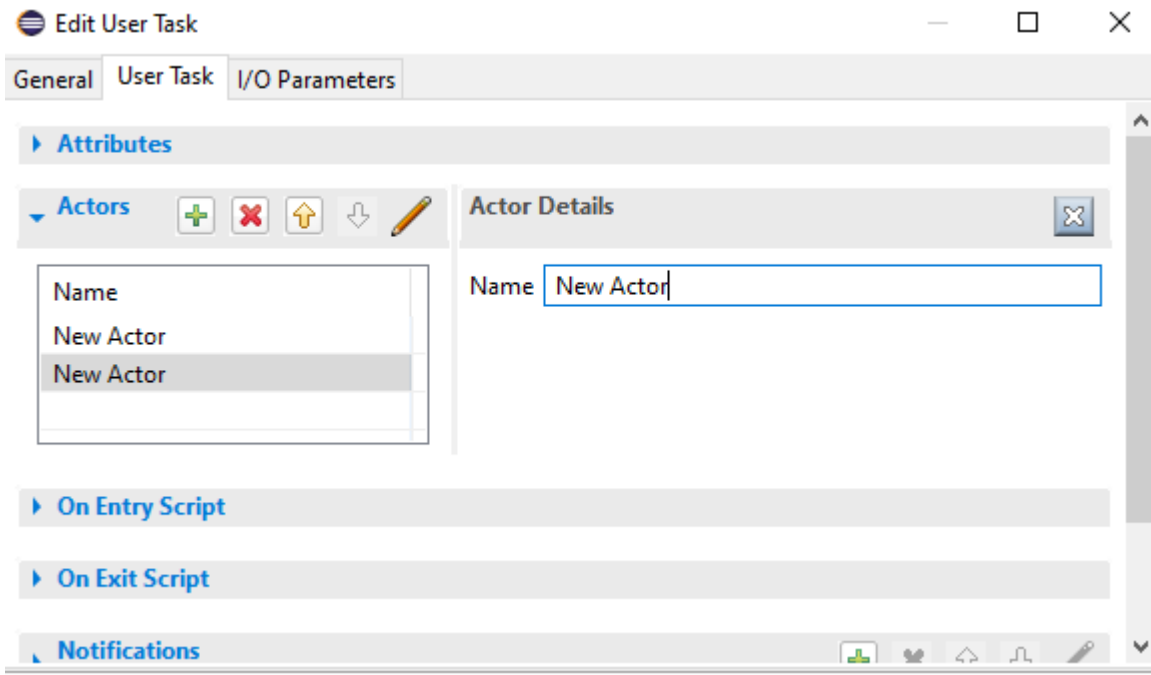 Edit User Task
General User Task I/O Parameters
Attributes
Actors
Name
New Actor
New Actor
Actor Details
Name New Actor
On Entry Script
On Exit Script
Notifications